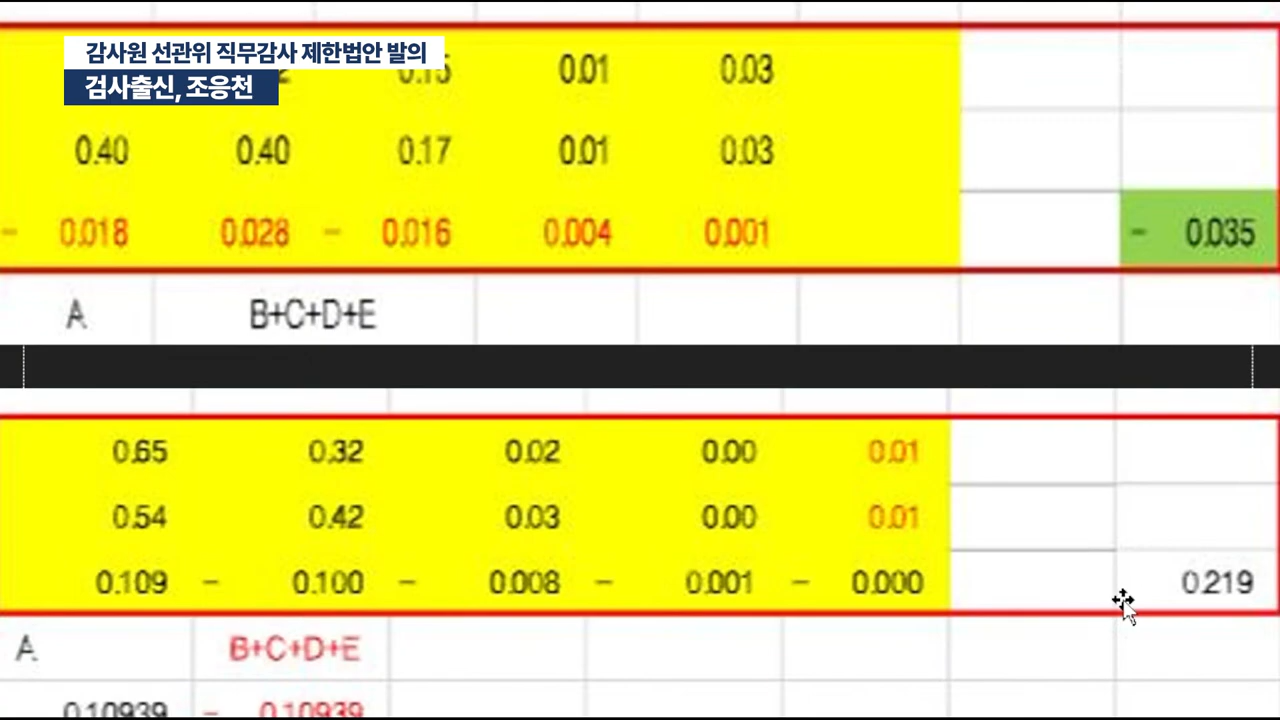 감사원 선관위 직무감사 제한법안 발의
검사출신, 조응천
0.15 0.01 0.03
0.40 0.40 0.17 0.01 0.03
- 0.018 0.028 - 0.016 0.004 0.001 - 0.035
A B+C+D+E
0.65 0.32 0.02 0.00 0.01
0.54 0.42 0.03 0.00 0.01
0.109 - 0.100 - 0.008 - 0.001 - 0.000 0.219
A B+C+D+E
0.10939 - 0.10939